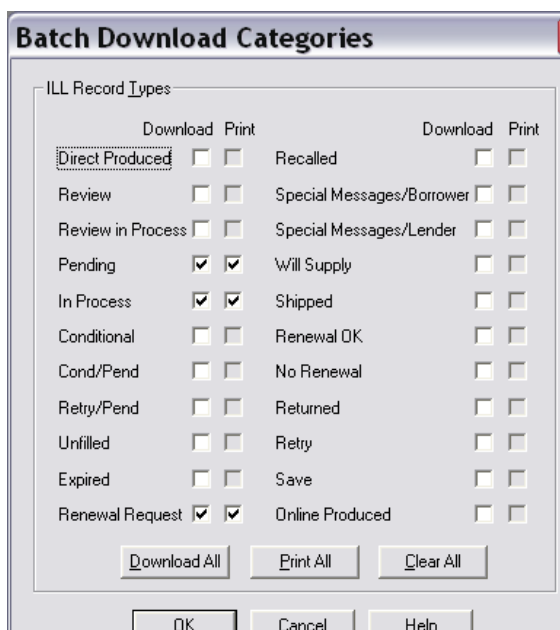 Batch Download Categories
ILL Record Types
Download Print Download Print
Direct Produced Recalled
Review Special Messages/Borrower
Review in Process Special Messages/Lender
Pending Will Supply
In Process Shipped
Conditional Renewal OK
Cond/Pend No Renewal
Retry/Pend Returned
Unfilled Retry
Expired Save
Renewal Request Online Produced
Download All Print All Clear All
OK Cancel Help